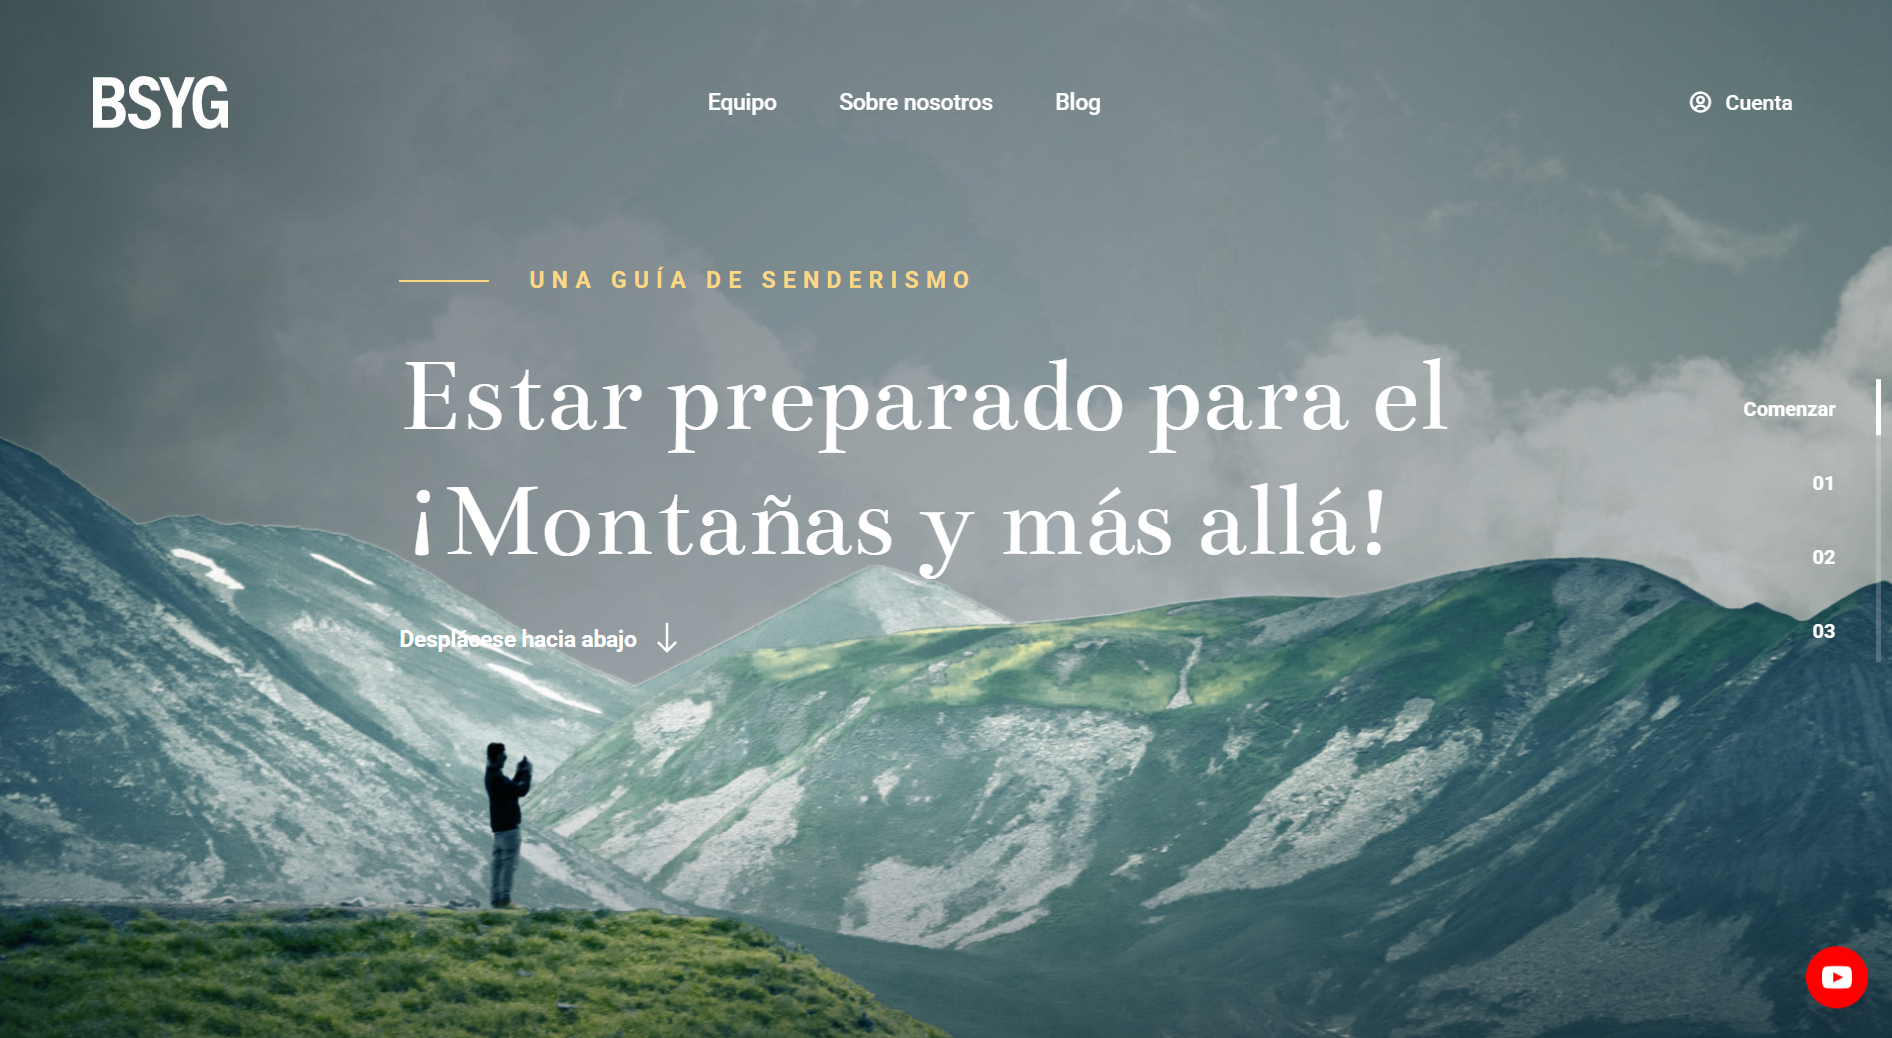 BSYG
Equipo
Sobre nosotros
Blog
Cuenta
UNA GUÍA DE SENDERISMO
Estar preparado para el
¡Montañas y más allá!
Desplácese hacia abajo
Comenzar
01
02
03